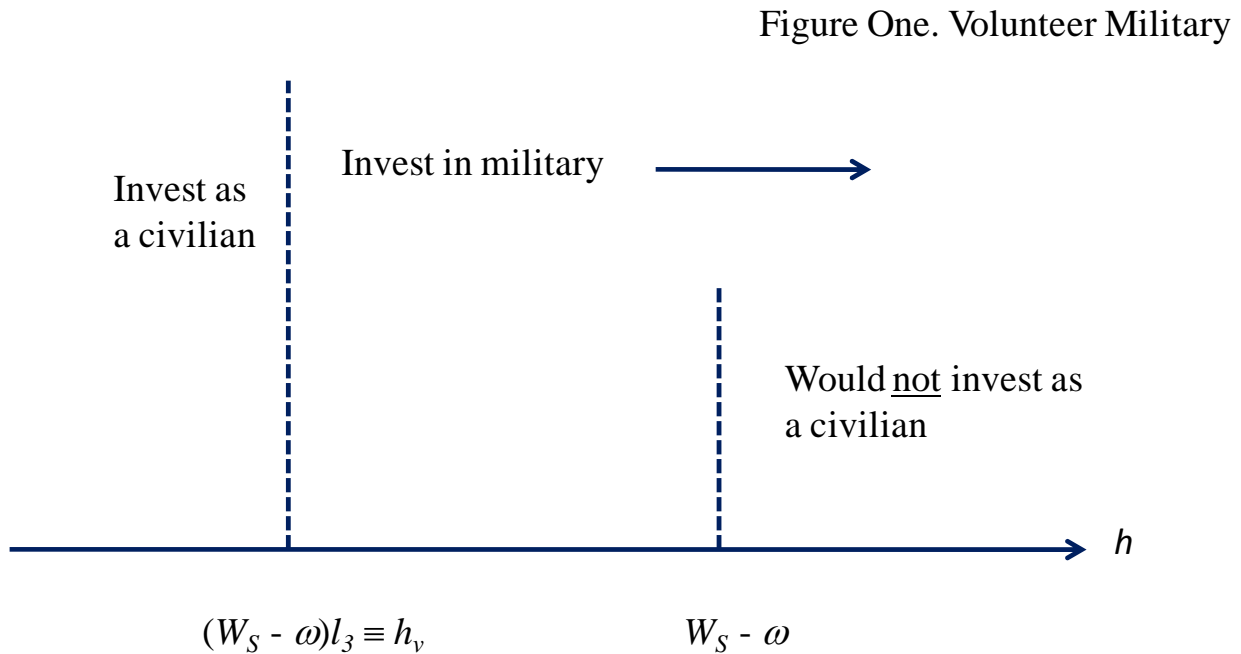 Figure One. Volunteer Military
Invest in military
Invest as
a civilian
Would not invest as
a civilian
h
(W_S - ω)l_3 ≡ h_v
W_S - ω